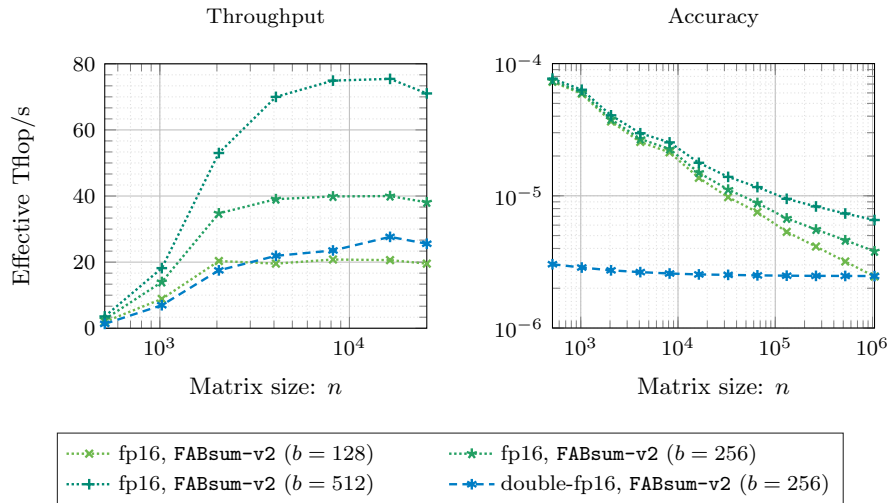 Throughput
Accuracy
Effective Tflop/s
80
60
40
20
0
10^3
10^4
Matrix size: n
10^−4
10^−5
10^−6
10^3
10^4
10^5
10^6
Matrix size: n
fp16, FABsum-v2 (b = 128)
fp16, FABsum-v2 (b = 256)
fp16, FABsum-v2 (b = 512)
double-fp16, FABsum-v2 (b = 256)